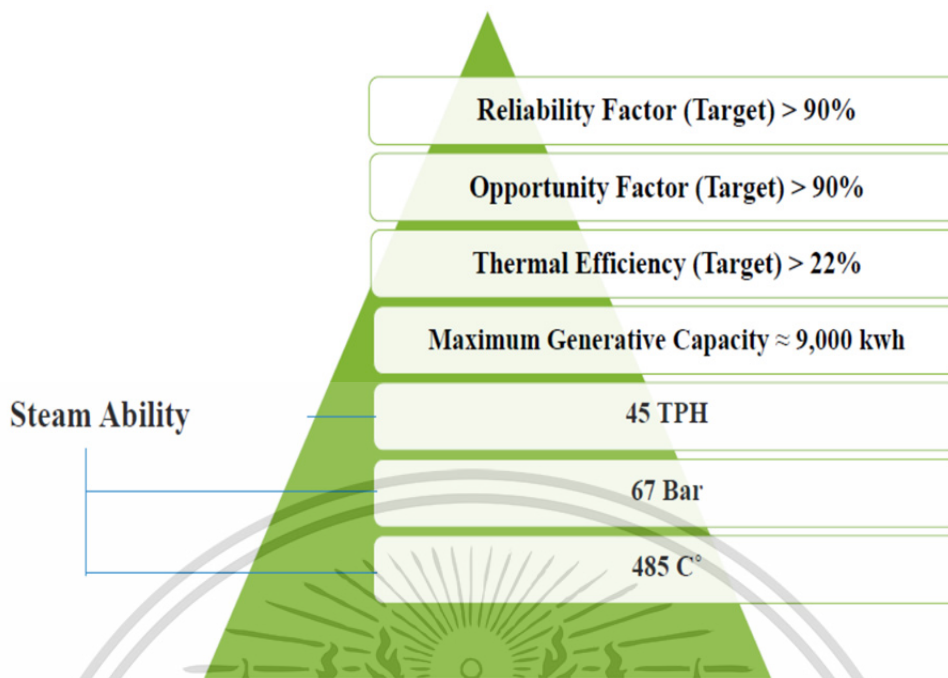 Reliability Factor (Target) > 90%
Opportunity Factor (Target) > 90%
Thermal Efficiency (Target) > 22%
Maximum Generative Capacity ≈ 9,000 kwh
Steam Ability
45 TPH
67 Bar
485 C°